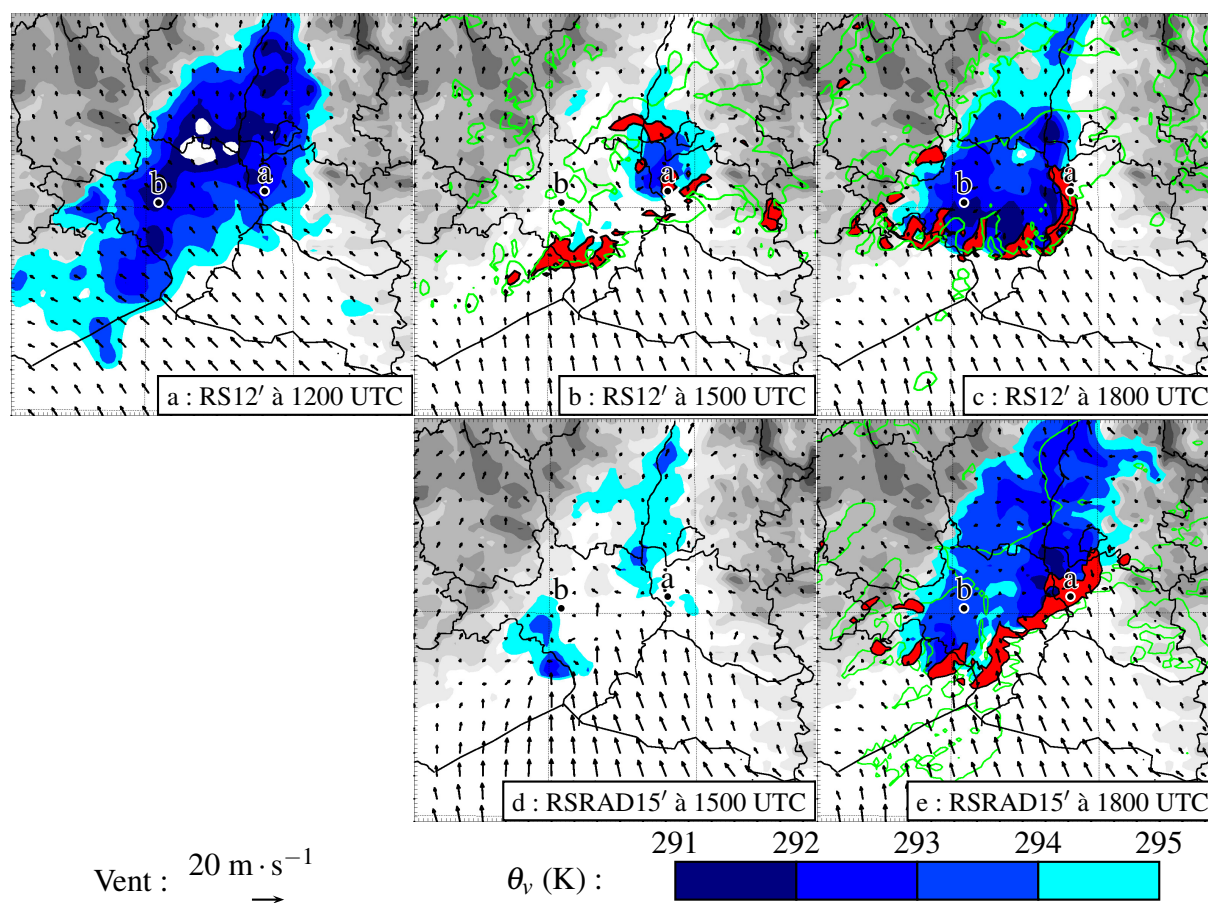 b
a
a : RS12′ à 1200 UTC
b
a
b : RS12′ à 1500 UTC
b
a
c : RS12′ à 1800 UTC
b
a
d : RSRAD15′ à 1500 UTC
b
a
e : RSRAD15′ à 1800 UTC
Vent : 20 m · s⁻¹
291 292 293 294 295
θᵥ (K) :